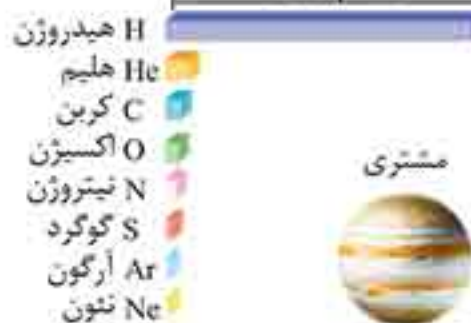 H هیدروژن
He هلیم
C کربن
O اکسیژن
N نیتروژن
S گوگرد
Ar آرگون
Ne نئون
مشتری